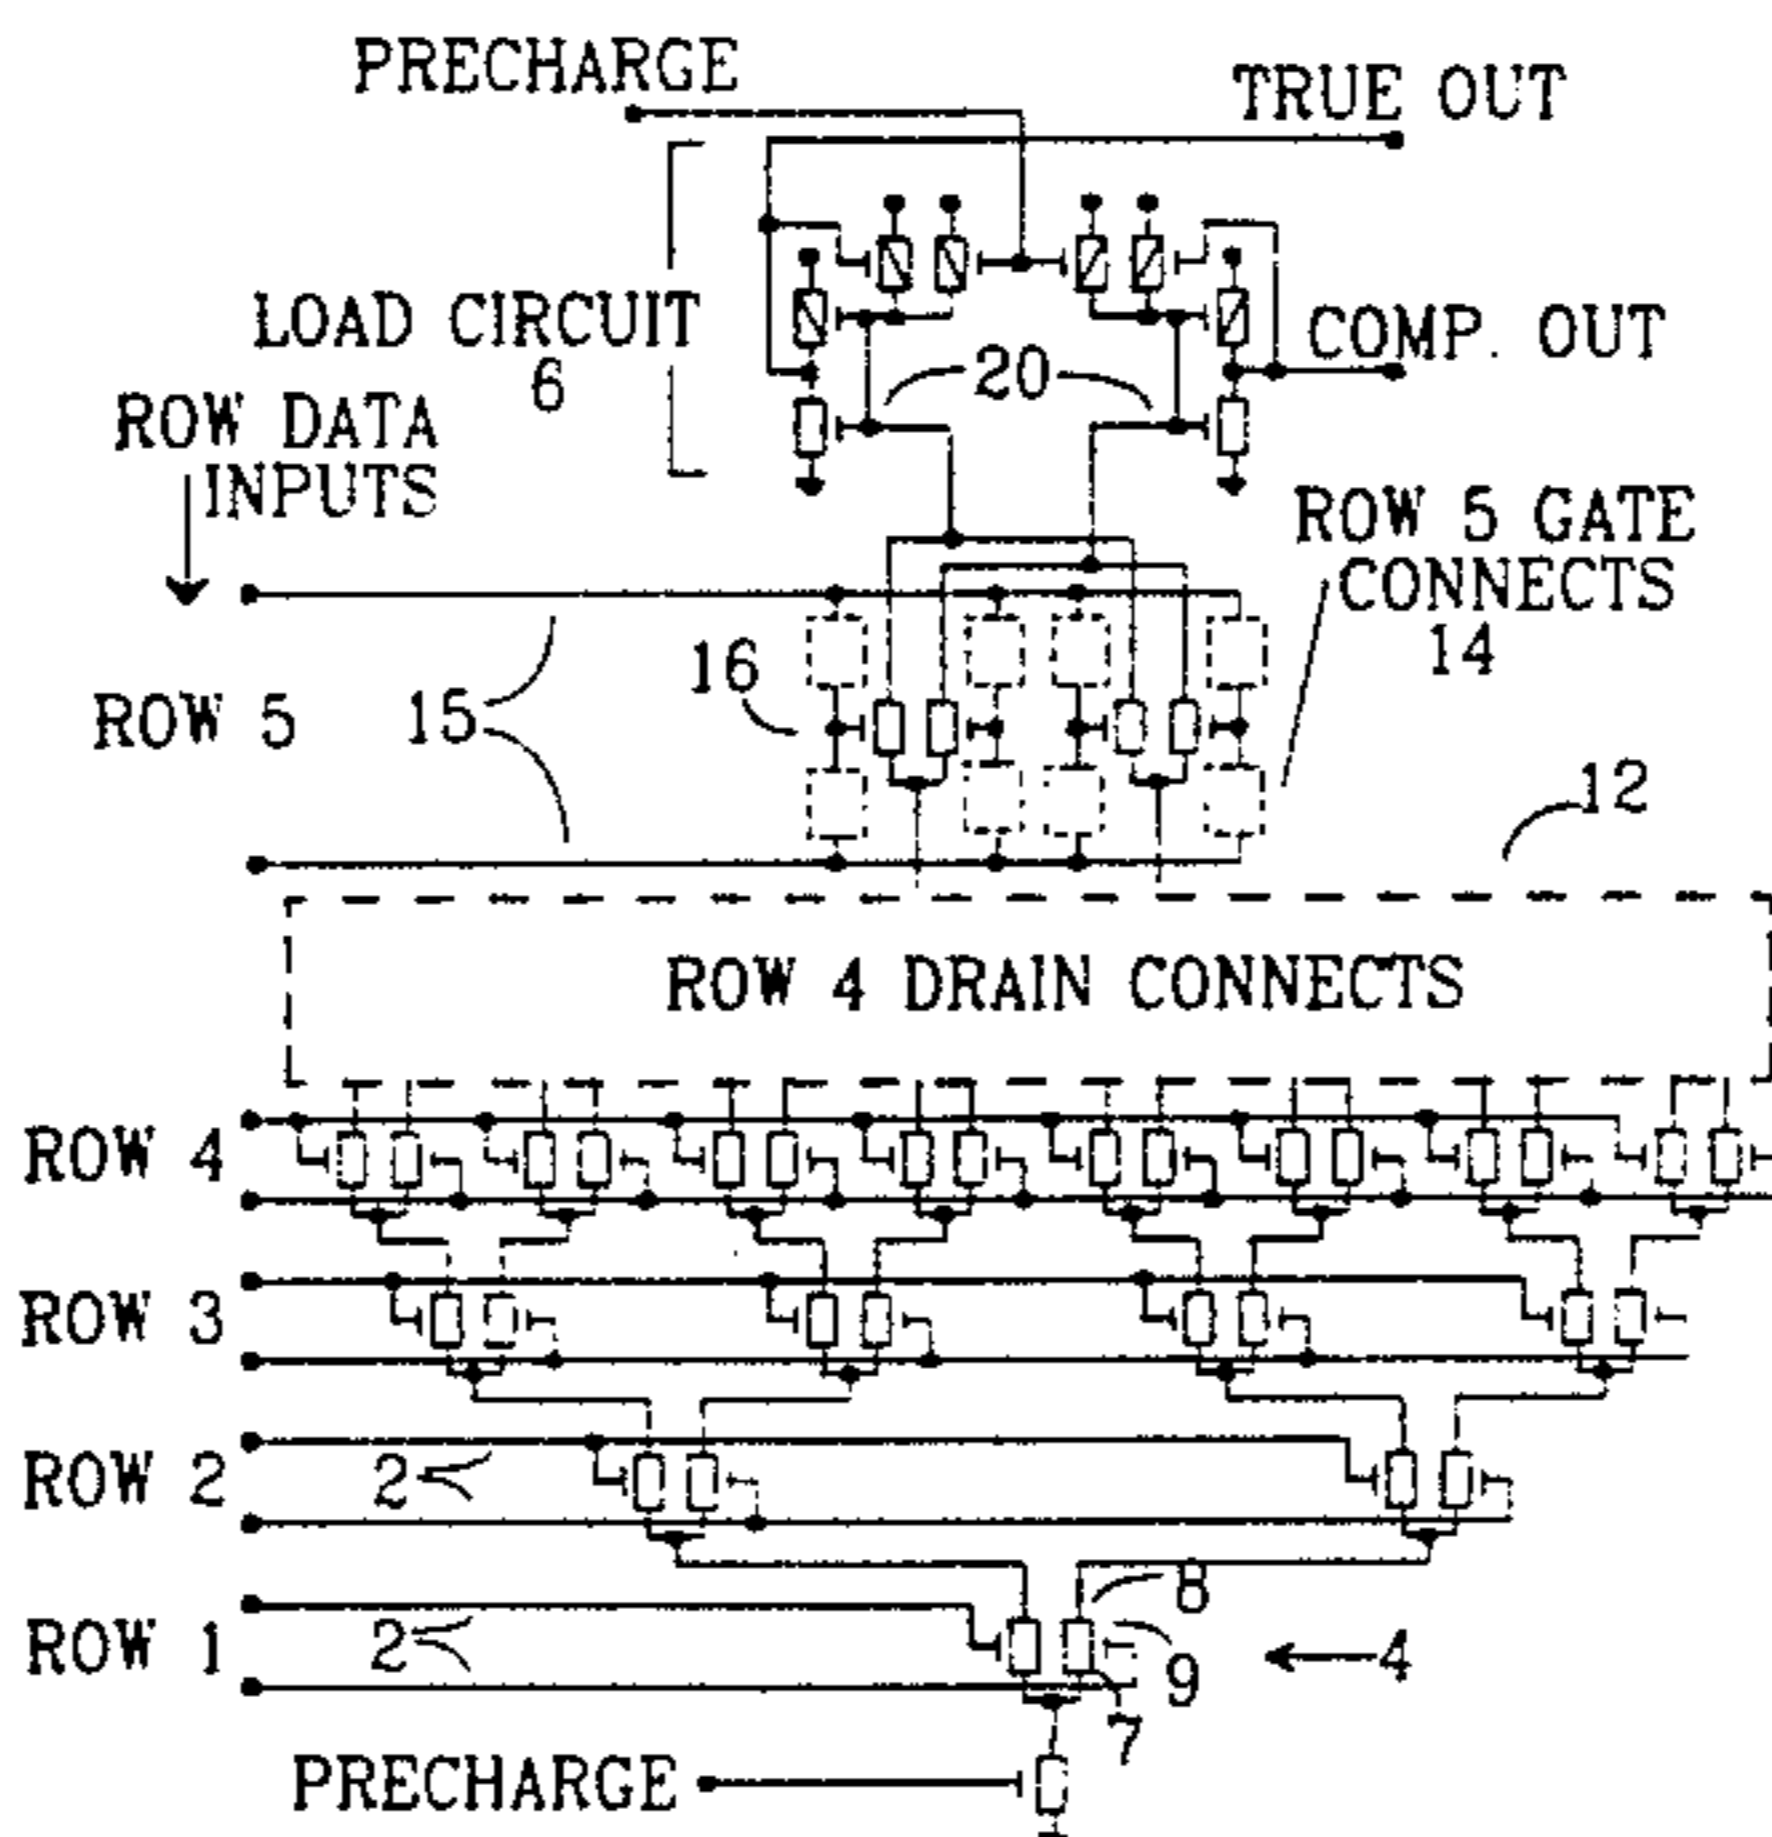 PRECHARGE
TRUE OUT
LOAD CIRCUIT
6
COMP. OUT
20
ROW DATA
INPUTS
ROW 5 GATE
CONNECTS
14
16
ROW 5
15
12
ROW 4 DRAIN CONNECTS
ROW 4
ROW 3
ROW 2
2
8
ROW 1
2
9
4
7
PRECHARGE